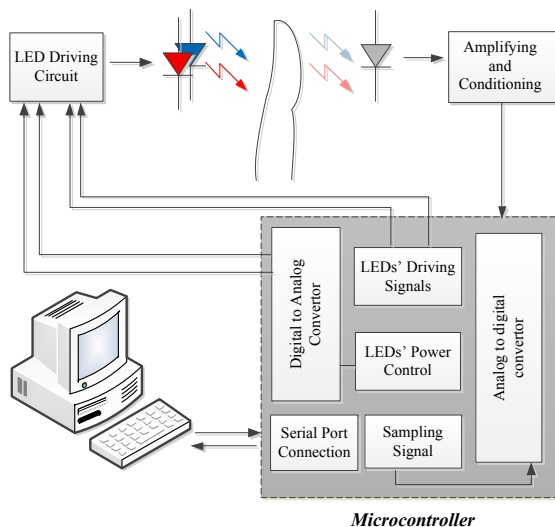 LED Driving
Circuit
Amplifying
and
Conditioning
Digital to Analog
Convertor
LEDs’ Driving
Signals
Analog to digital
convertor
LEDs’ Power
Control
Serial Port
Connection
Sampling
Signal
Microcontroller